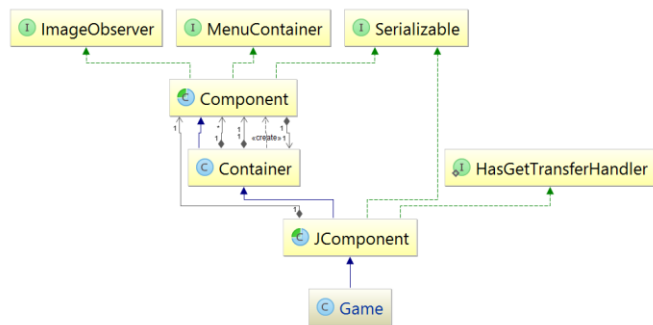 I ImageObserver
I MenuContainer
I Serializable
C Component
1 * 1 1 «create» 1
1 1
C Container
I HasGetTransferHandler
1
C JComponent
C Game